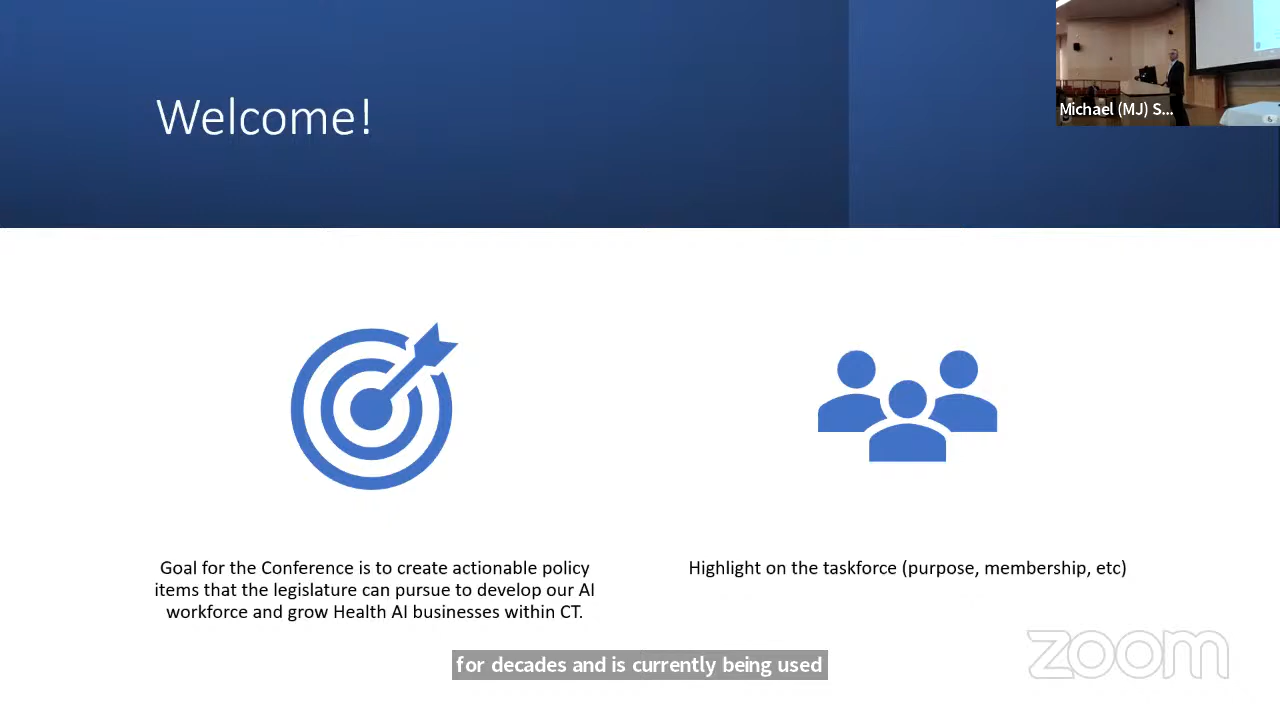 Welcome!
Michael (MJ) S...
Goal for the Conference is to create actionable policy
items that the legislature can pursue to develop our AI
workforce and grow Health AI businesses within CT.
Highlight on the taskforce (purpose, membership, etc)
for decades and is currently being used
zoom